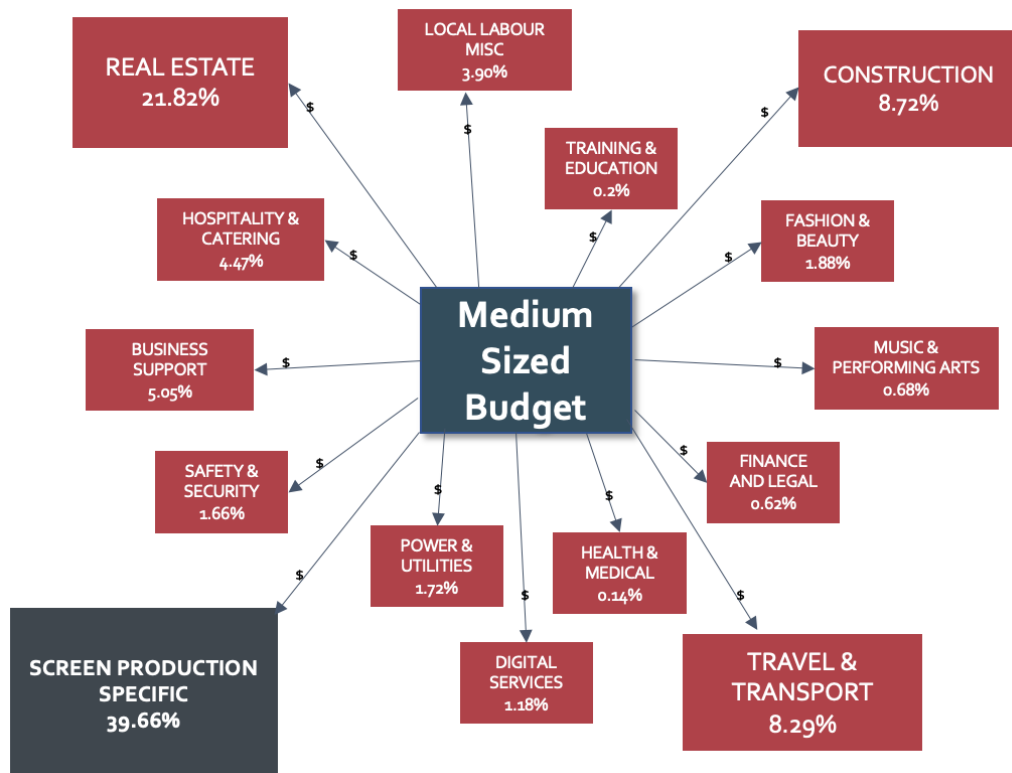 REAL ESTATE
21.82%
LOCAL LABOUR
MISC
3.90%
CONSTRUCTION
8.72%
TRAINING &
EDUCATION
0.2%
HOSPITALITY &
CATERING
4.47%
FASHION &
BEAUTY
1.88%
Medium
Sized
Budget
BUSINESS
SUPPORT
5.05%
MUSIC &
PERFORMING ARTS
0.68%
SAFETY &
SECURITY
1.66%
FINANCE
AND LEGAL
0.62%
POWER &
UTILITIES
1.72%
HEALTH &
MEDICAL
0.14%
SCREEN PRODUCTION
SPECIFIC
39.66%
DIGITAL
SERVICES
1.18%
TRAVEL &
TRANSPORT
8.29%
$
$
$
$
$
$
$
$
$
$
$
$
$
$